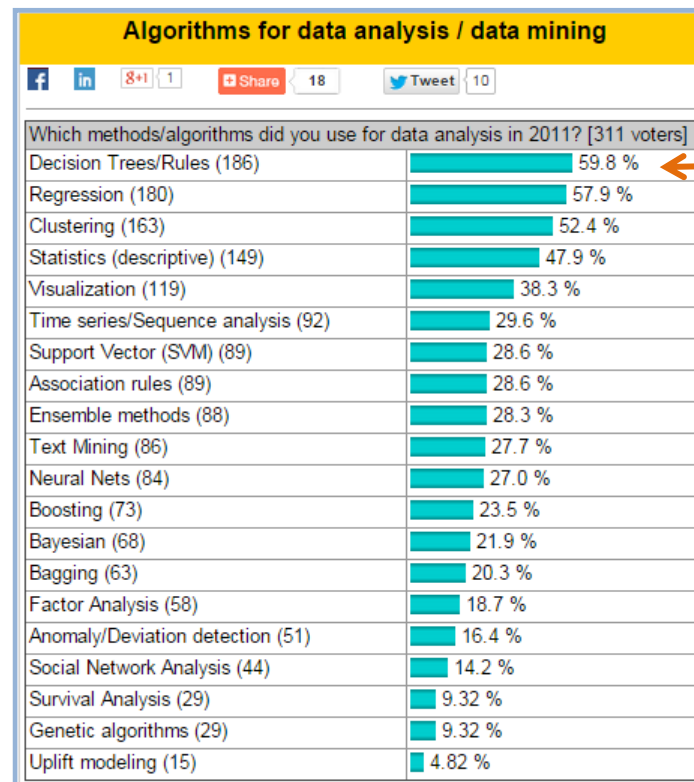 Algorithms for data analysis / data mining
f in 8+1 1 Share 18 Tweet 10
Which methods/algorithms did you use for data analysis in 2011? [311 voters]
Decision Trees/Rules (186) 59.8 %
Regression (180) 57.9 %
Clustering (163) 52.4 %
Statistics (descriptive) (149) 47.9 %
Visualization (119) 38.3 %
Time series/Sequence analysis (92) 29.6 %
Support Vector (SVM) (89) 28.6 %
Association rules (89) 28.6 %
Ensemble methods (88) 28.3 %
Text Mining (86) 27.7 %
Neural Nets (84) 27.0 %
Boosting (73) 23.5 %
Bayesian (68) 21.9 %
Bagging (63) 20.3 %
Factor Analysis (58) 18.7 %
Anomaly/Deviation detection (51) 16.4 %
Social Network Analysis (44) 14.2 %
Survival Analysis (29) 9.32 %
Genetic algorithms (29) 9.32 %
Uplift modeling (15) 4.82 %